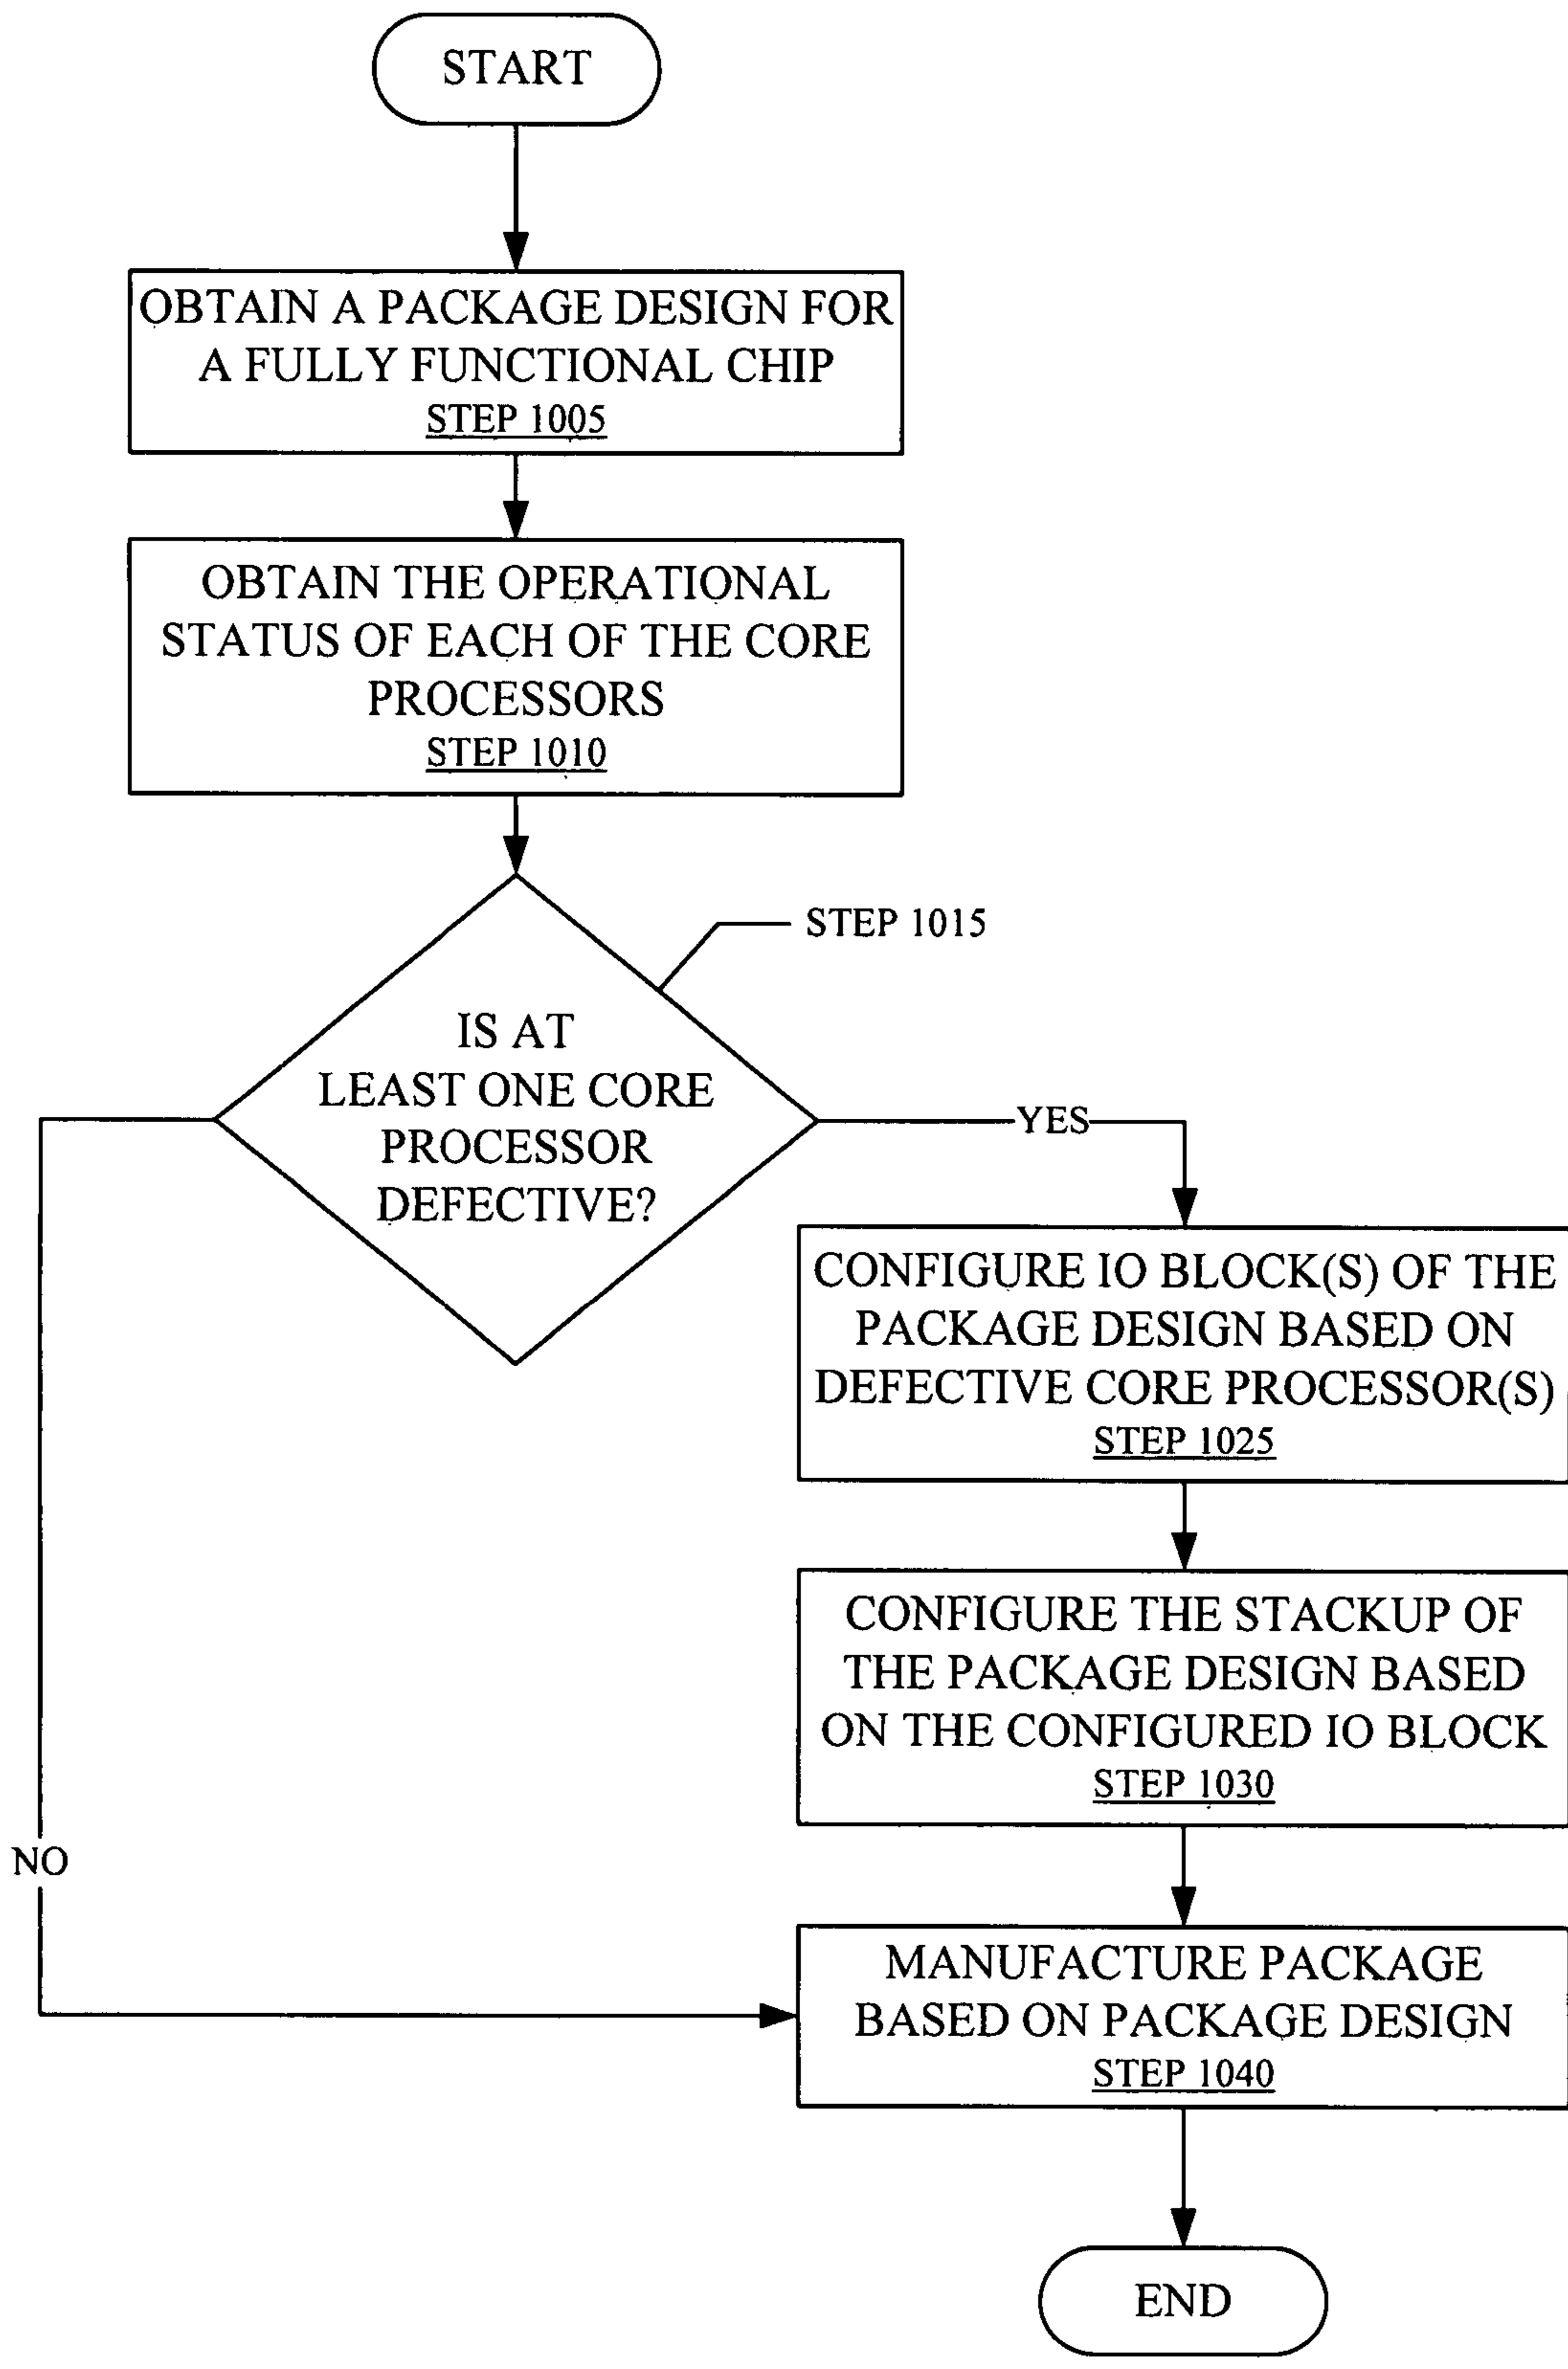 START
OBTAIN A PACKAGE DESIGN FOR
A FULLY FUNCTIONAL CHIP
STEP 1005
OBTAIN THE OPERATIONAL
STATUS OF EACH OF THE CORE
PROCESSORS
STEP 1010
STEP 1015
IS AT
LEAST ONE CORE
PROCESSOR
DEFECTIVE?
YES
CONFIGURE IO BLOCK(S) OF THE
PACKAGE DESIGN BASED ON
DEFECTIVE CORE PROCESSOR(S)
STEP 1025
CONFIGURE THE STACKUP OF
THE PACKAGE DESIGN BASED
ON THE CONFIGURED IO BLOCK
STEP 1030
NO
MANUFACTURE PACKAGE
BASED ON PACKAGE DESIGN
STEP 1040
END